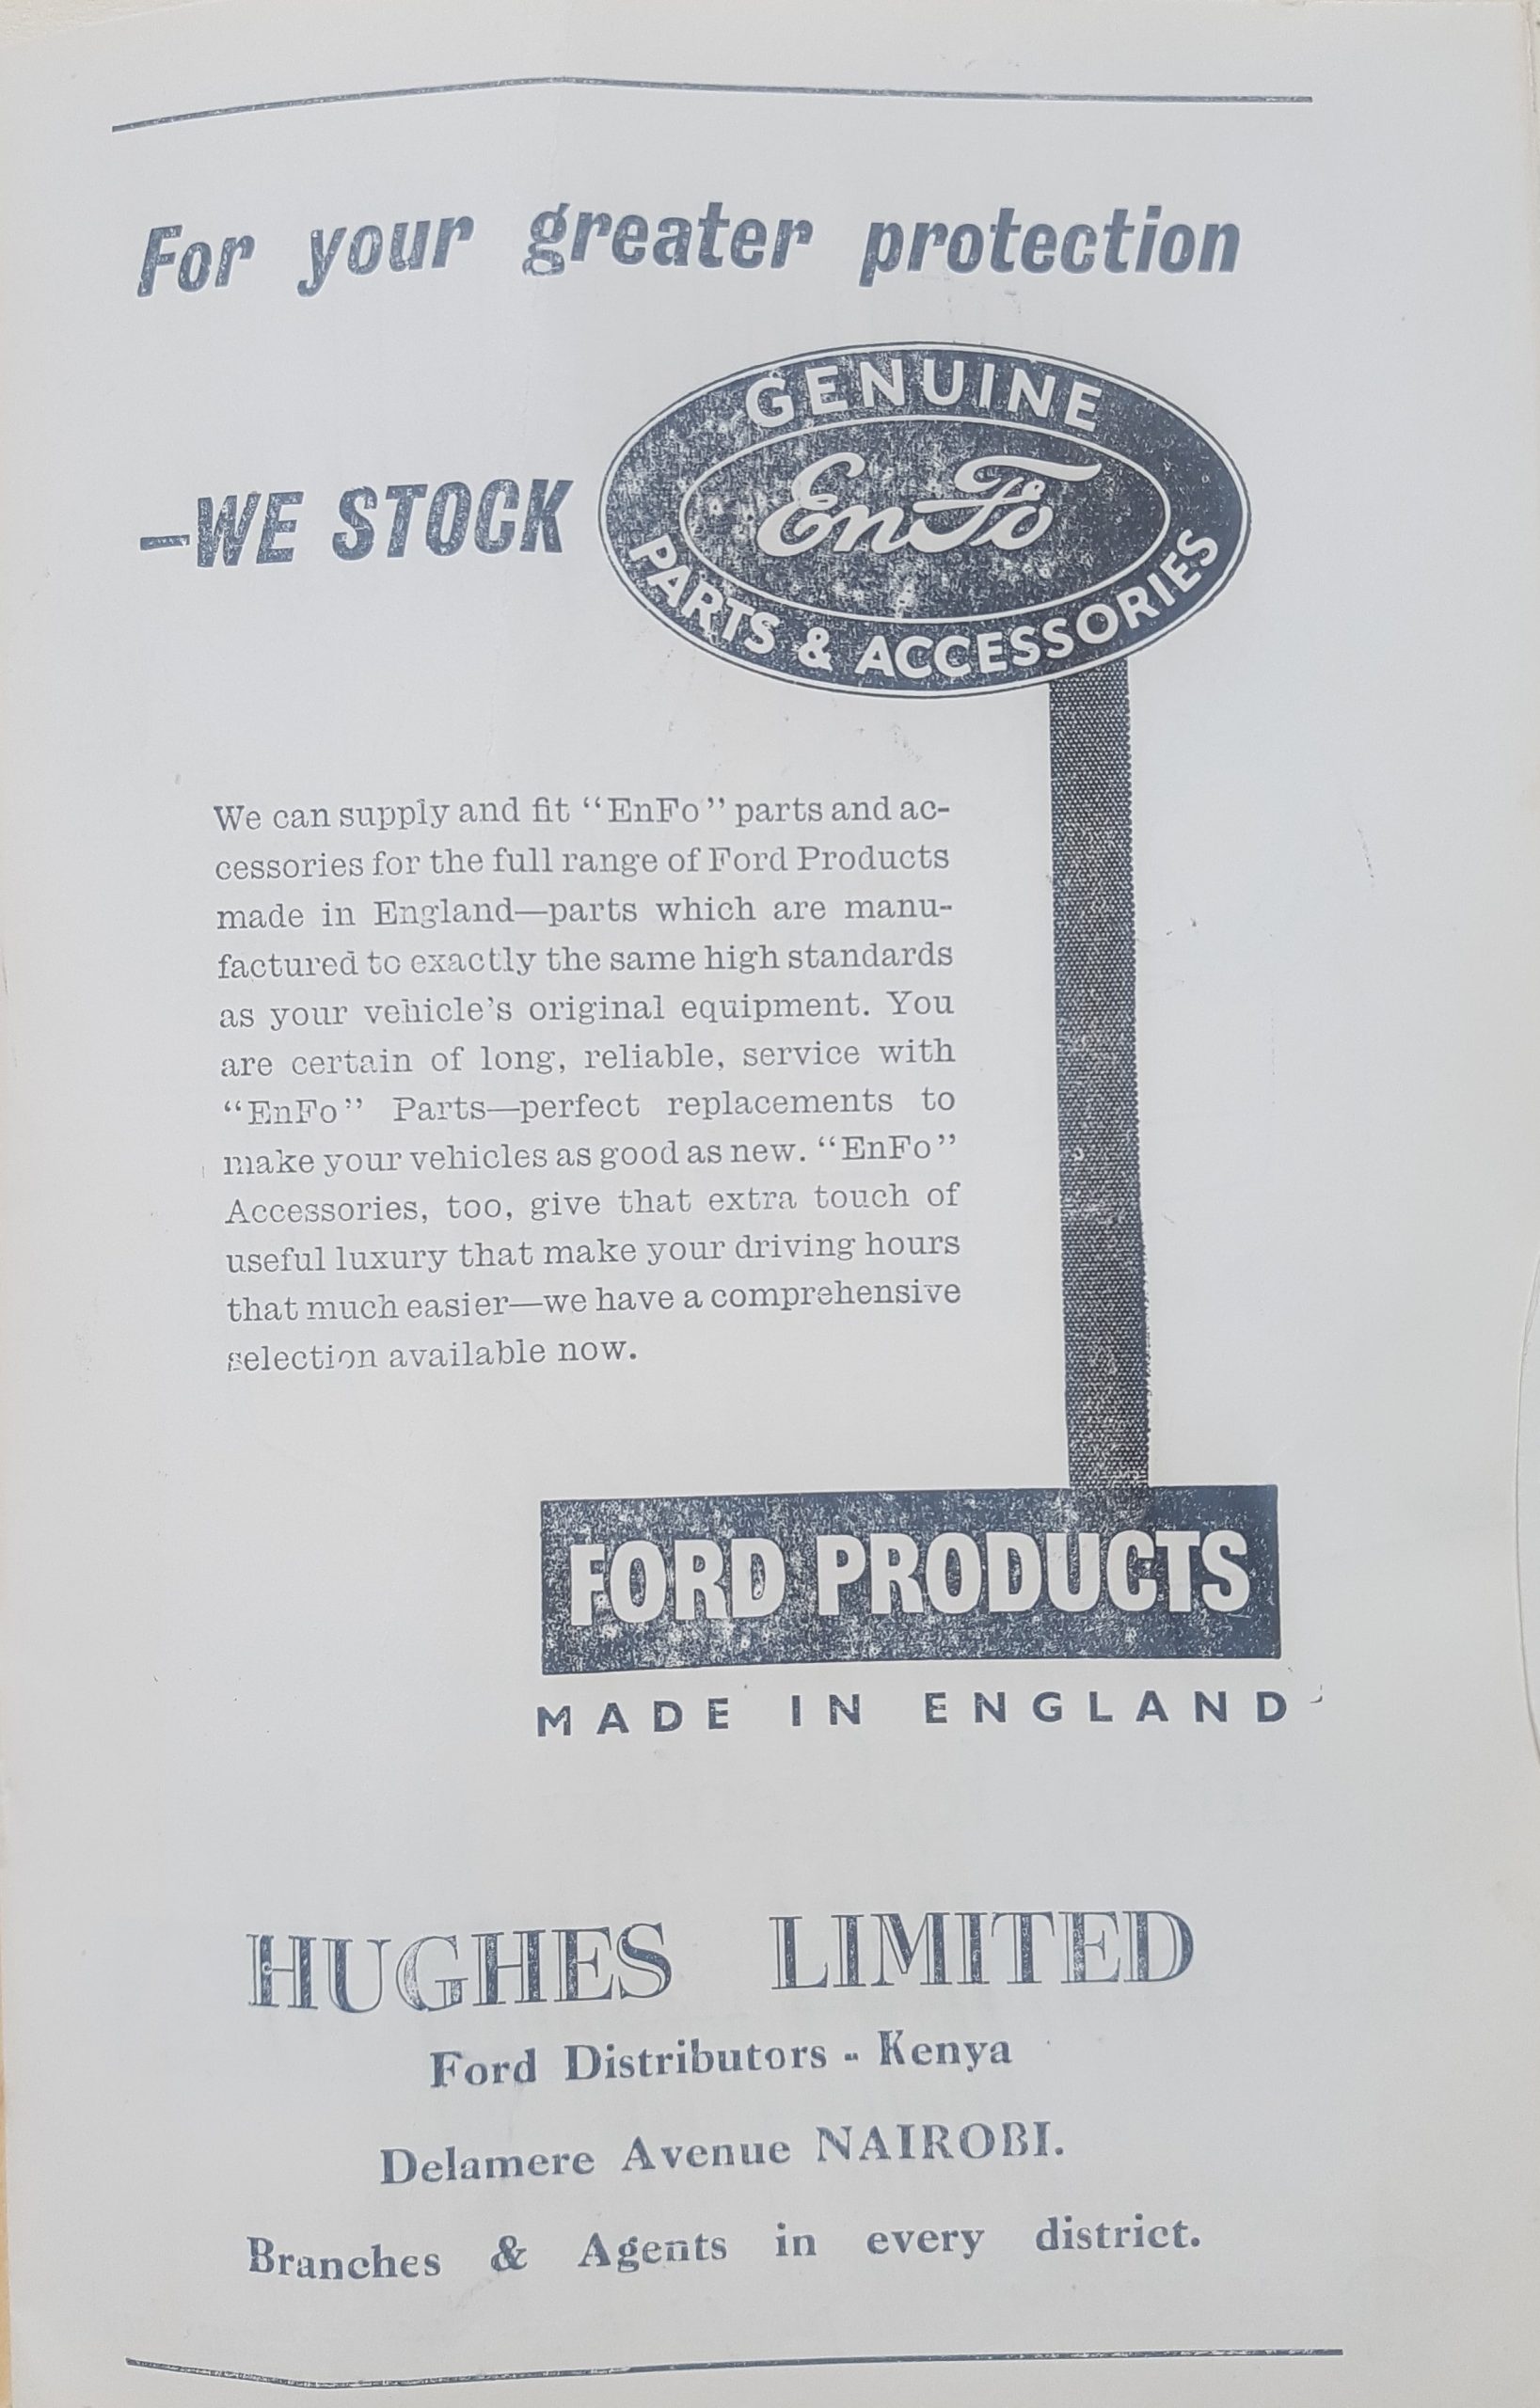 For your greater protection
—WE STOCK
GENUINE
EnFo
PARTS & ACCESSORIES
We can supply and fit “EnFo” parts and ac-
cessories for the full range of Ford Products
made in England—parts which are manu-
factured to exactly the same high standards
as your vehicle’s original equipment. You
are certain of long, reliable, service with
“EnFo” Parts—perfect replacements to
make your vehicles as good as new. “EnFo”
Accessories, too, give that extra touch of
useful luxury that make your driving hours
that much easier—we have a comprehensive
selection available now.
FORD PRODUCTS
MADE IN ENGLAND
HUGHES LIMITED
Ford Distributors - Kenya
Delamere Avenue NAIROBI.
Branches & Agents in every district.